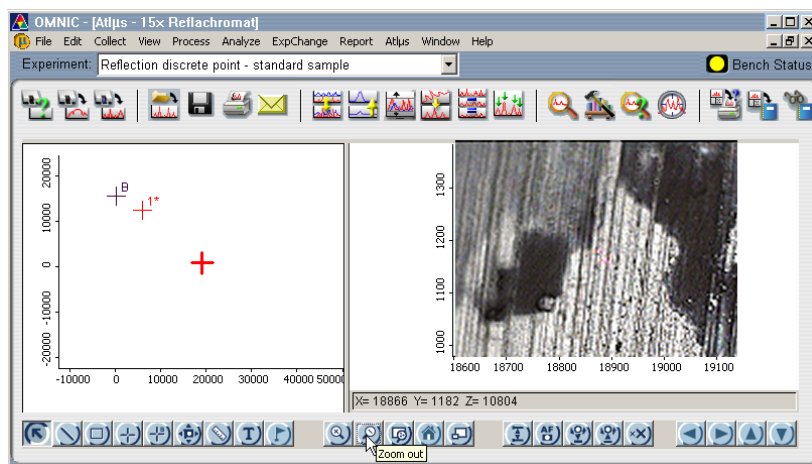 OMNIC - [Atlµs - 15x Reflachromat]
File Edit Collect View Process Analyze ExpChange Report Atlµs Window Help
Experiment: Reflection discrete point - standard sample Bench Status
20000
10000
0
-10000
-20000
B
1*
-10000 0 10000 20000 30000 40000 50000
1300
1200
1100
1000
18600 18700 18800 18900 19000 19100
X= 18866 Y= 1182 Z= 10804
T
AF
Zoom out